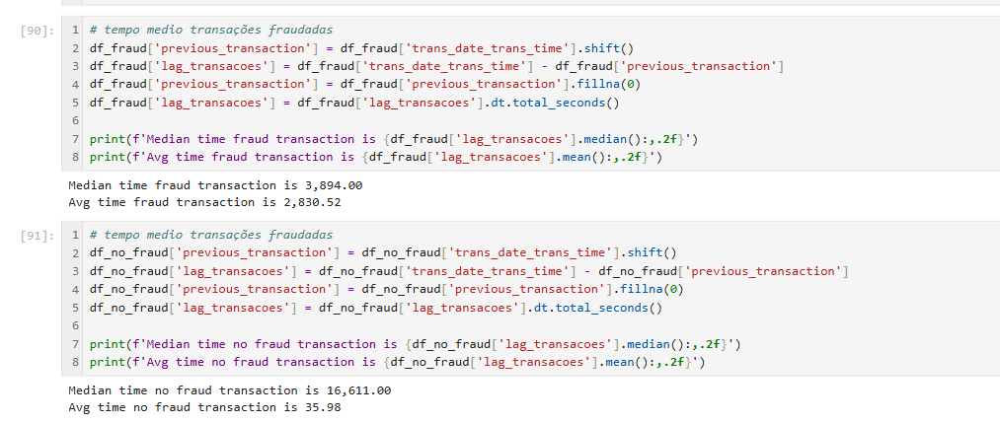 [90]:
1 # tempo medio transações fraudadas
2 df_fraud['previous_transaction'] = df_fraud['trans_date_trans_time'].shift()
3 df_fraud['lag_transacoes'] = df_fraud['trans_date_trans_time'] - df_fraud['previous_transaction']
4 df_fraud['previous_transaction'] = df_fraud['previous_transaction'].fillna(0)
5 df_fraud['lag_transacoes'] = df_fraud['lag_transacoes'].dt.total_seconds()
6
7 print(f'Median time fraud transaction is {df_fraud['lag_transacoes'].median():,.2f}')
8 print(f'Avg time fraud transaction is {df_fraud['lag_transacoes'].mean():,.2f}')
Median time fraud transaction is 3,894.00
Avg time fraud transaction is 2,830.52
[91]:
1 # tempo medio transações fraudadas
2 df_no_fraud['previous_transaction'] = df_no_fraud['trans_date_trans_time'].shift()
3 df_no_fraud['lag_transacoes'] = df_no_fraud['trans_date_trans_time'] - df_no_fraud['previous_transaction']
4 df_no_fraud['previous_transaction'] = df_no_fraud['previous_transaction'].fillna(0)
5 df_no_fraud['lag_transacoes'] = df_no_fraud['lag_transacoes'].dt.total_seconds()
6
7 print(f'Median time no fraud transaction is {df_no_fraud['lag_transacoes'].median():,.2f}')
8 print(f'Avg time no fraud transaction is {df_no_fraud['lag_transacoes'].mean():,.2f}')
Median time no fraud transaction is 16,611.00
Avg time no fraud transaction is 35.98